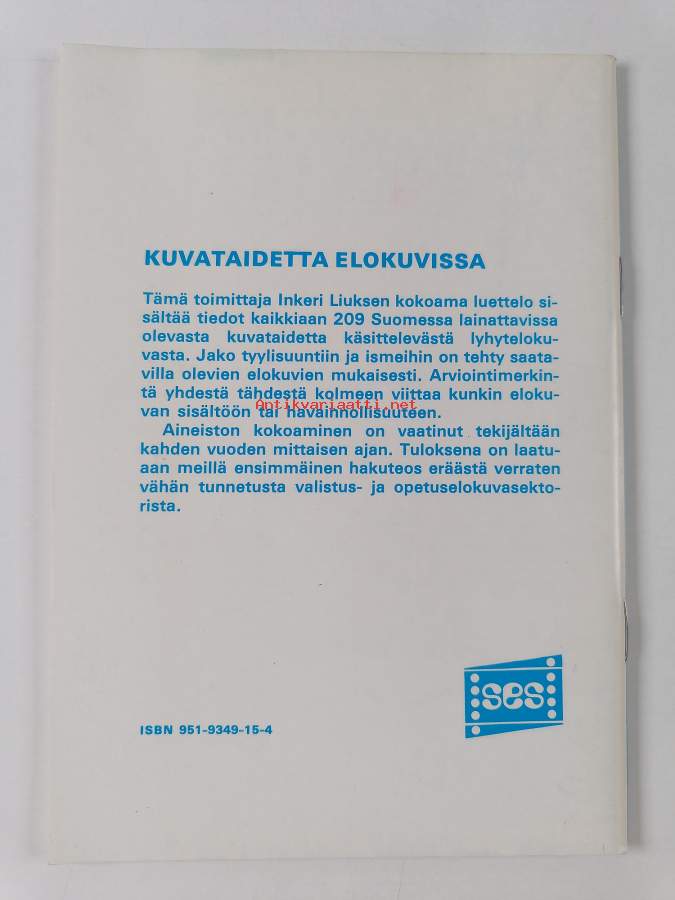 KUVATAIDETTA ELOKUVISSA
Tämä toimittaja Inkeri Liuksen kokoama luettelo si-
sältää tiedot kaikkiaan 209 Suomessa lainattavissa
olevasta kuvataidetta käsittelevästä lyhyteloku-
vasta. Jako tyylisuuntiin ja ismeihin on tehty saata-
villa olevien elokuvien mukaisesti. Arviointimerkin-
tä yhdestä tähdestä kolmeen viittaa kunkin eloku-
Antikvariaatti.net
van sisältöön tai havainnollisuuteen.
Aineiston kokoaminen on vaatinut tekijältään
kahden vuoden mittaisen ajan. Tuloksena on laatu-
aan meillä ensimmäinen hakuteos eräästä verraten
vähän tunnetusta valistus- ja opetuselokuvasekto-
rista.
ses
ISBN 951-9349-15-4